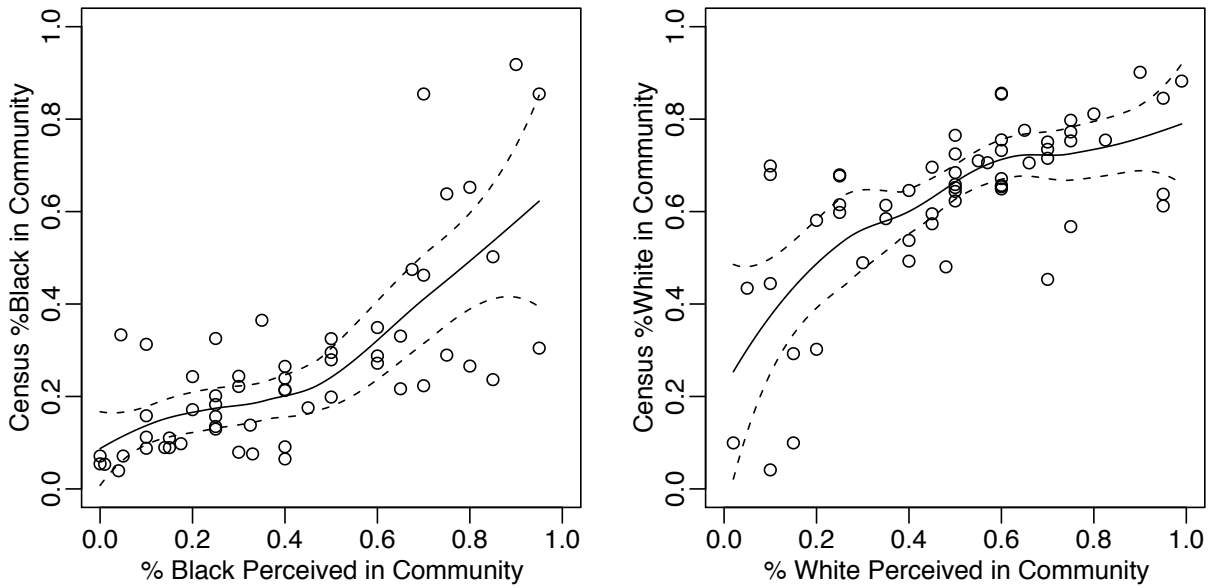 Census %Black in Community
1.0
0.8
0.6
0.4
0.2
0.0
0.0 0.2 0.4 0.6 0.8 1.0
% Black Perceived in Community
Census %White in Community
1.0
0.8
0.6
0.4
0.2
0.0
0.0 0.2 0.4 0.6 0.8 1.0
% White Perceived in Community